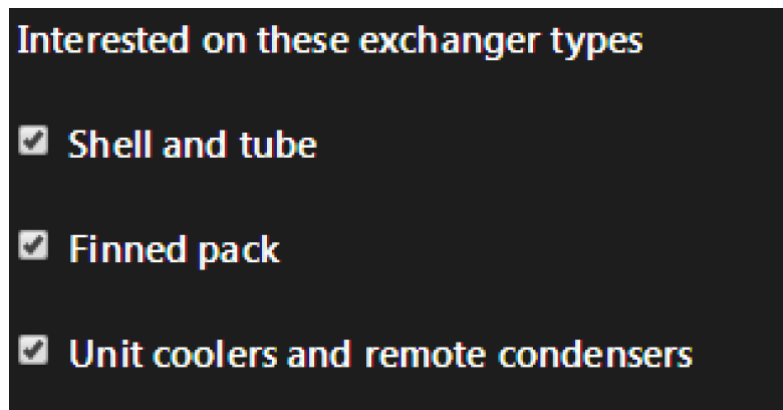 Interested on these exchanger types
Shell and tube
Finned pack
Unit coolers and remote condensers